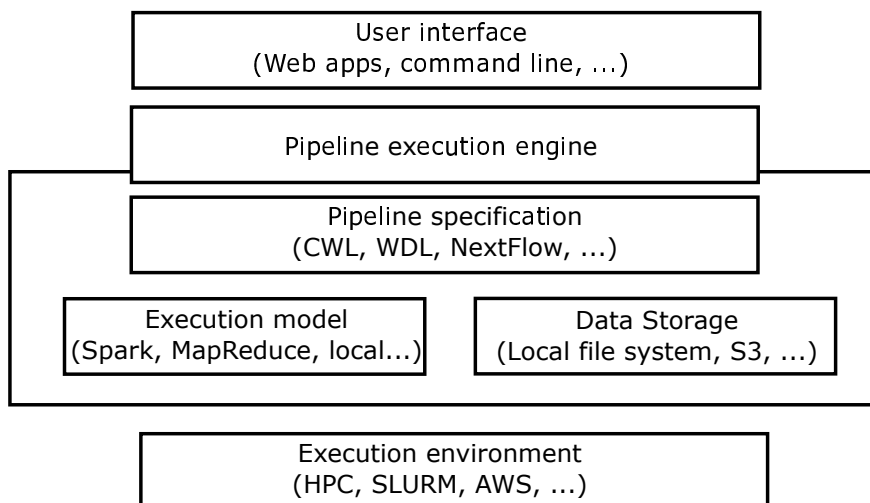 User interface
(Web apps, command line, ...)
Pipeline execution engine
Pipeline specification
(CWL, WDL, NextFlow, ...)
Execution model
(Spark, MapReduce, local...)
Data Storage
(Local file system, S3, ...)
Execution environment
(HPC, SLURM, AWS, ...)